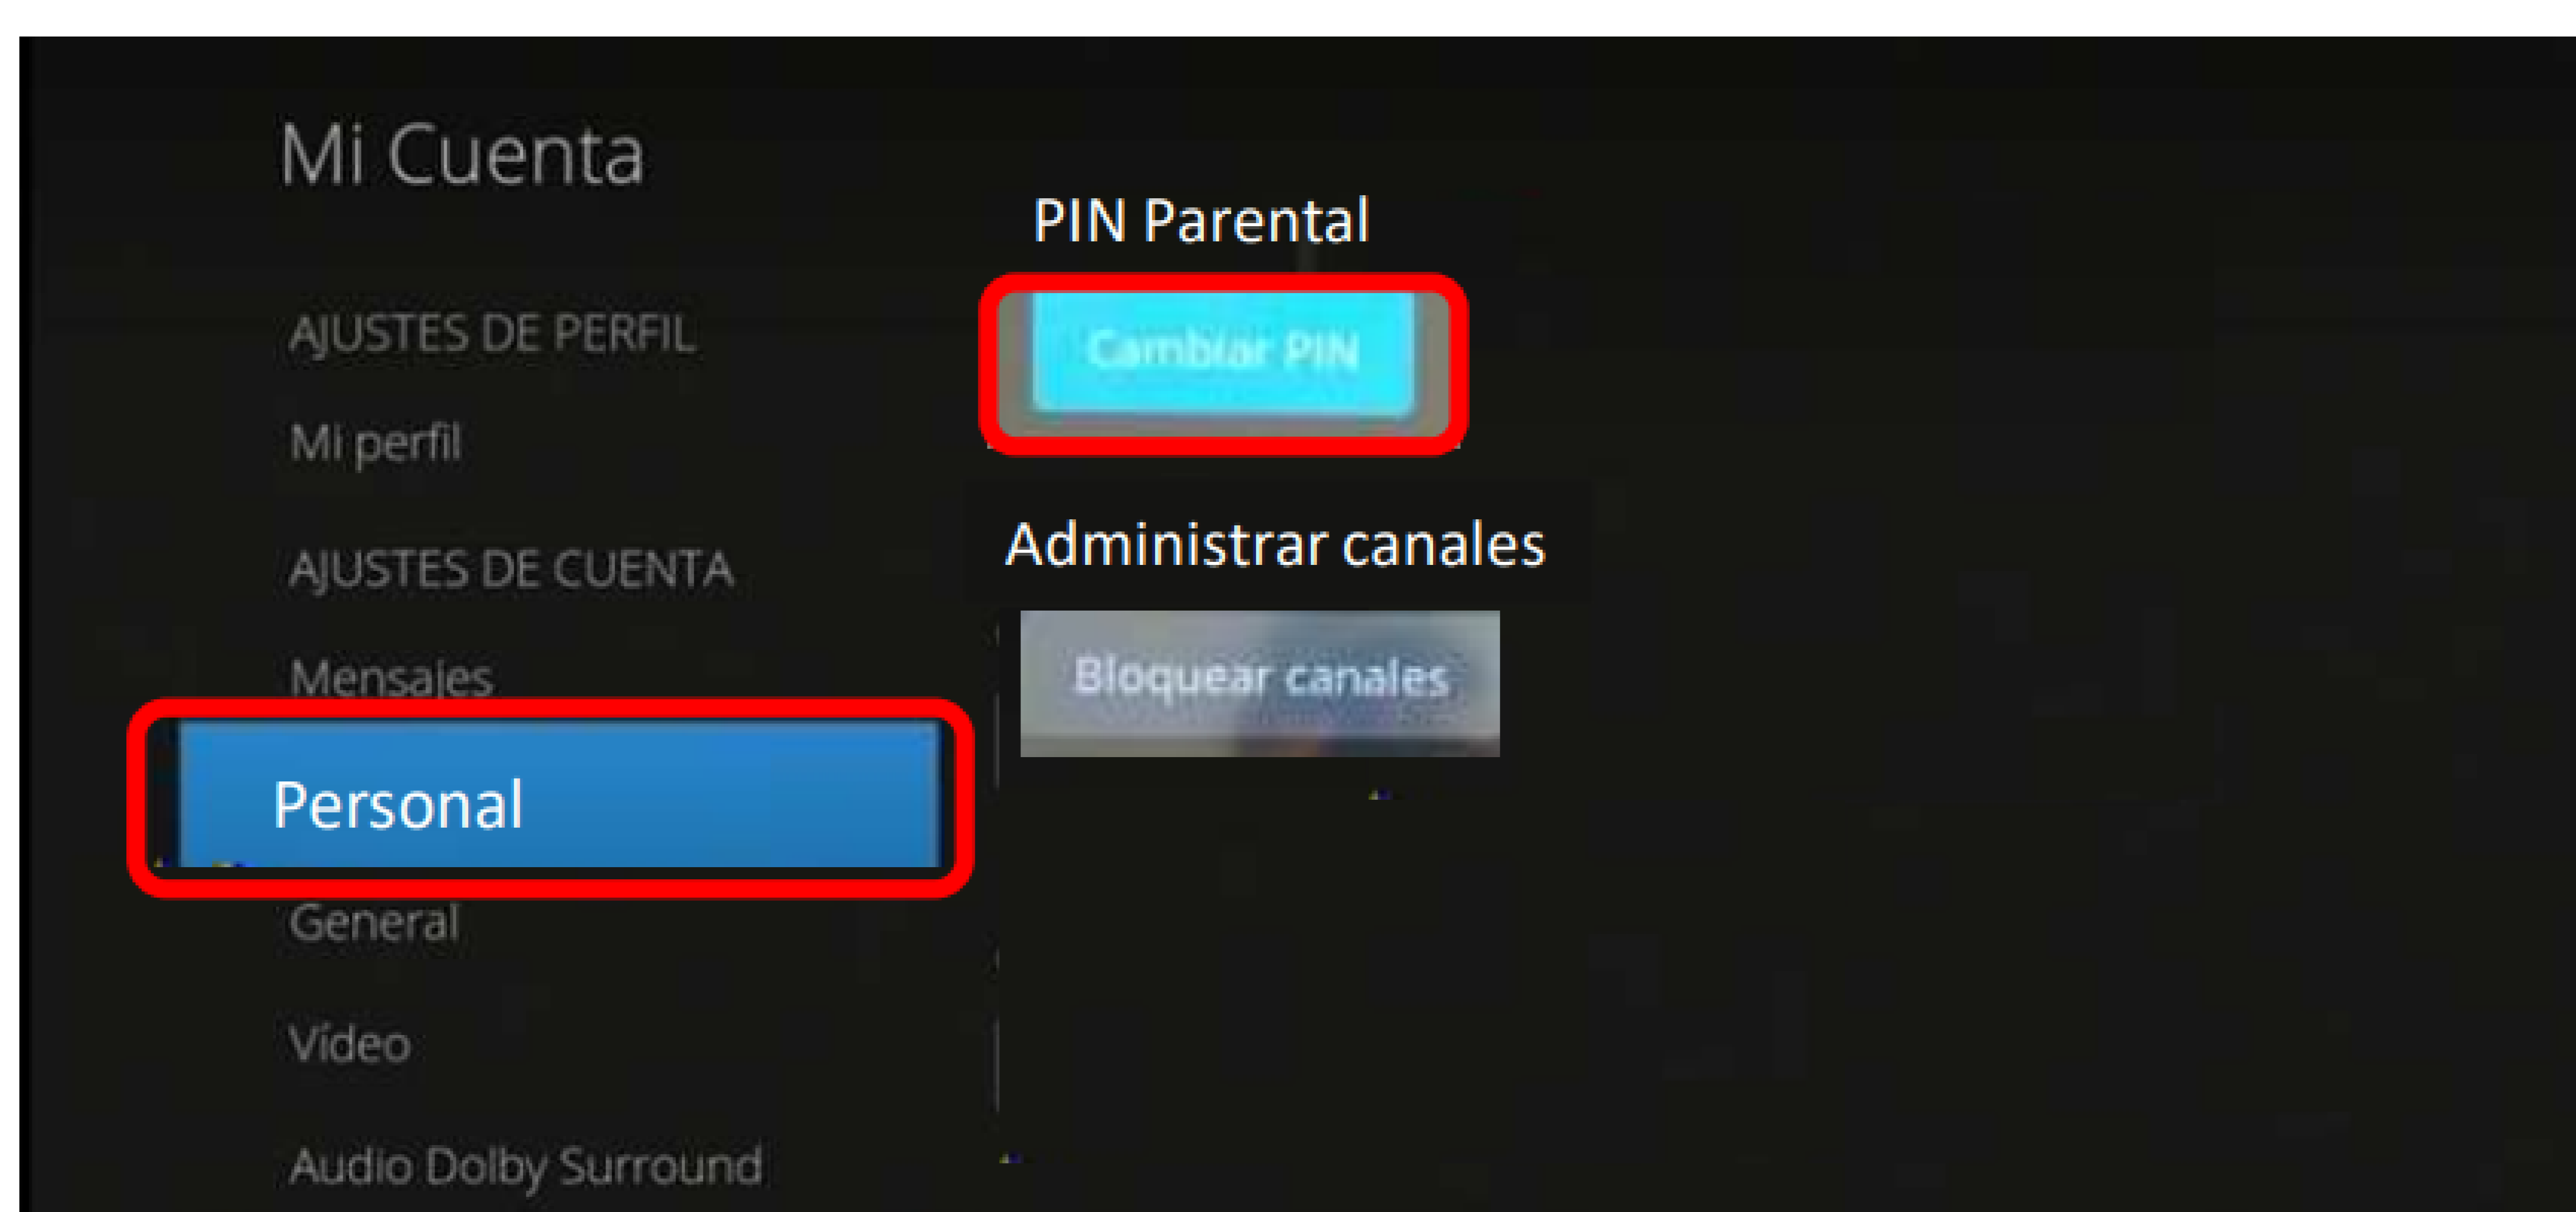 Mi Cuenta
AJUSTES DE PERFIL
Mi perfil
AJUSTES DE CUENTA
Mensajes
Personal
General
Vídeo
Audio Dolby Surround
PIN Parental
Cambiar PIN
Administrar canales
Bloquear canales